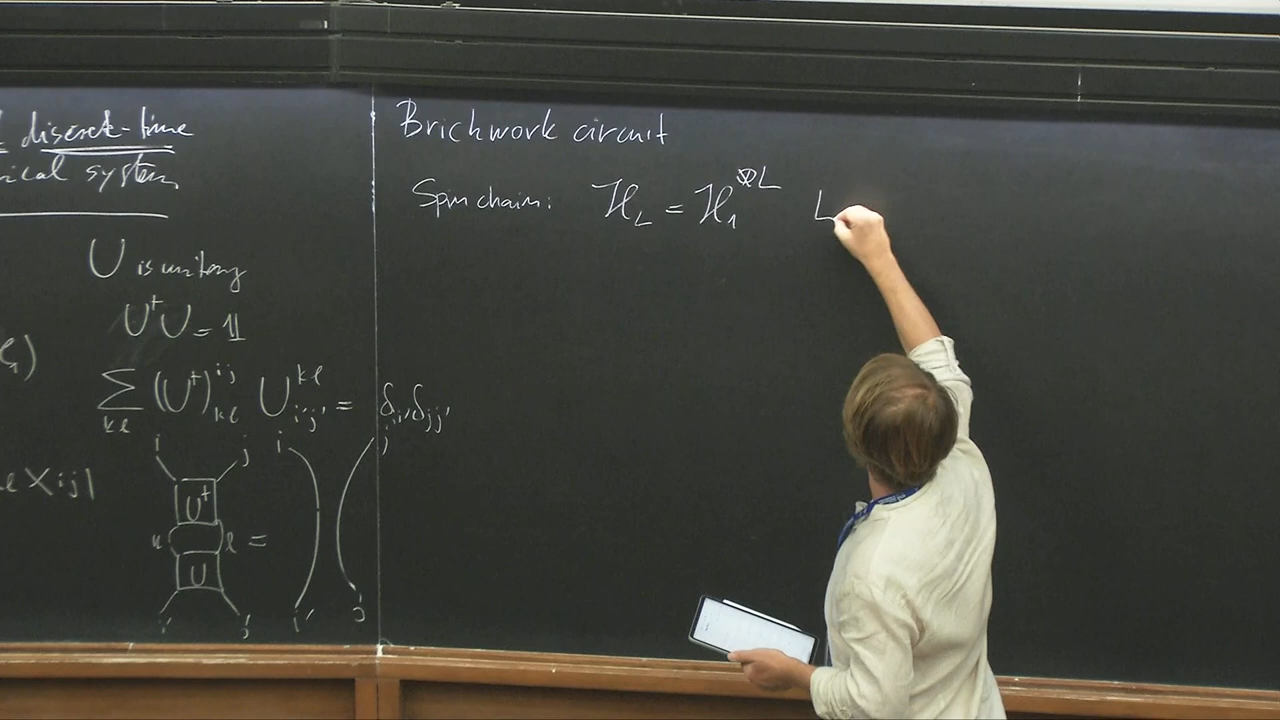 discrete-time
ical system
U is unitary
U†U = 𝟙
∑_{kl} (U†)^{ij}_{kl} U^{kl}_{i'j'} = δ_{ii'} δ_{jj'}
⟩⟨ij|
i j i j
U†
k l =
U
i' j' i' j'
Brickwork circuit
Spin chain: ℋ_L = ℋ_1^{⊗L} L